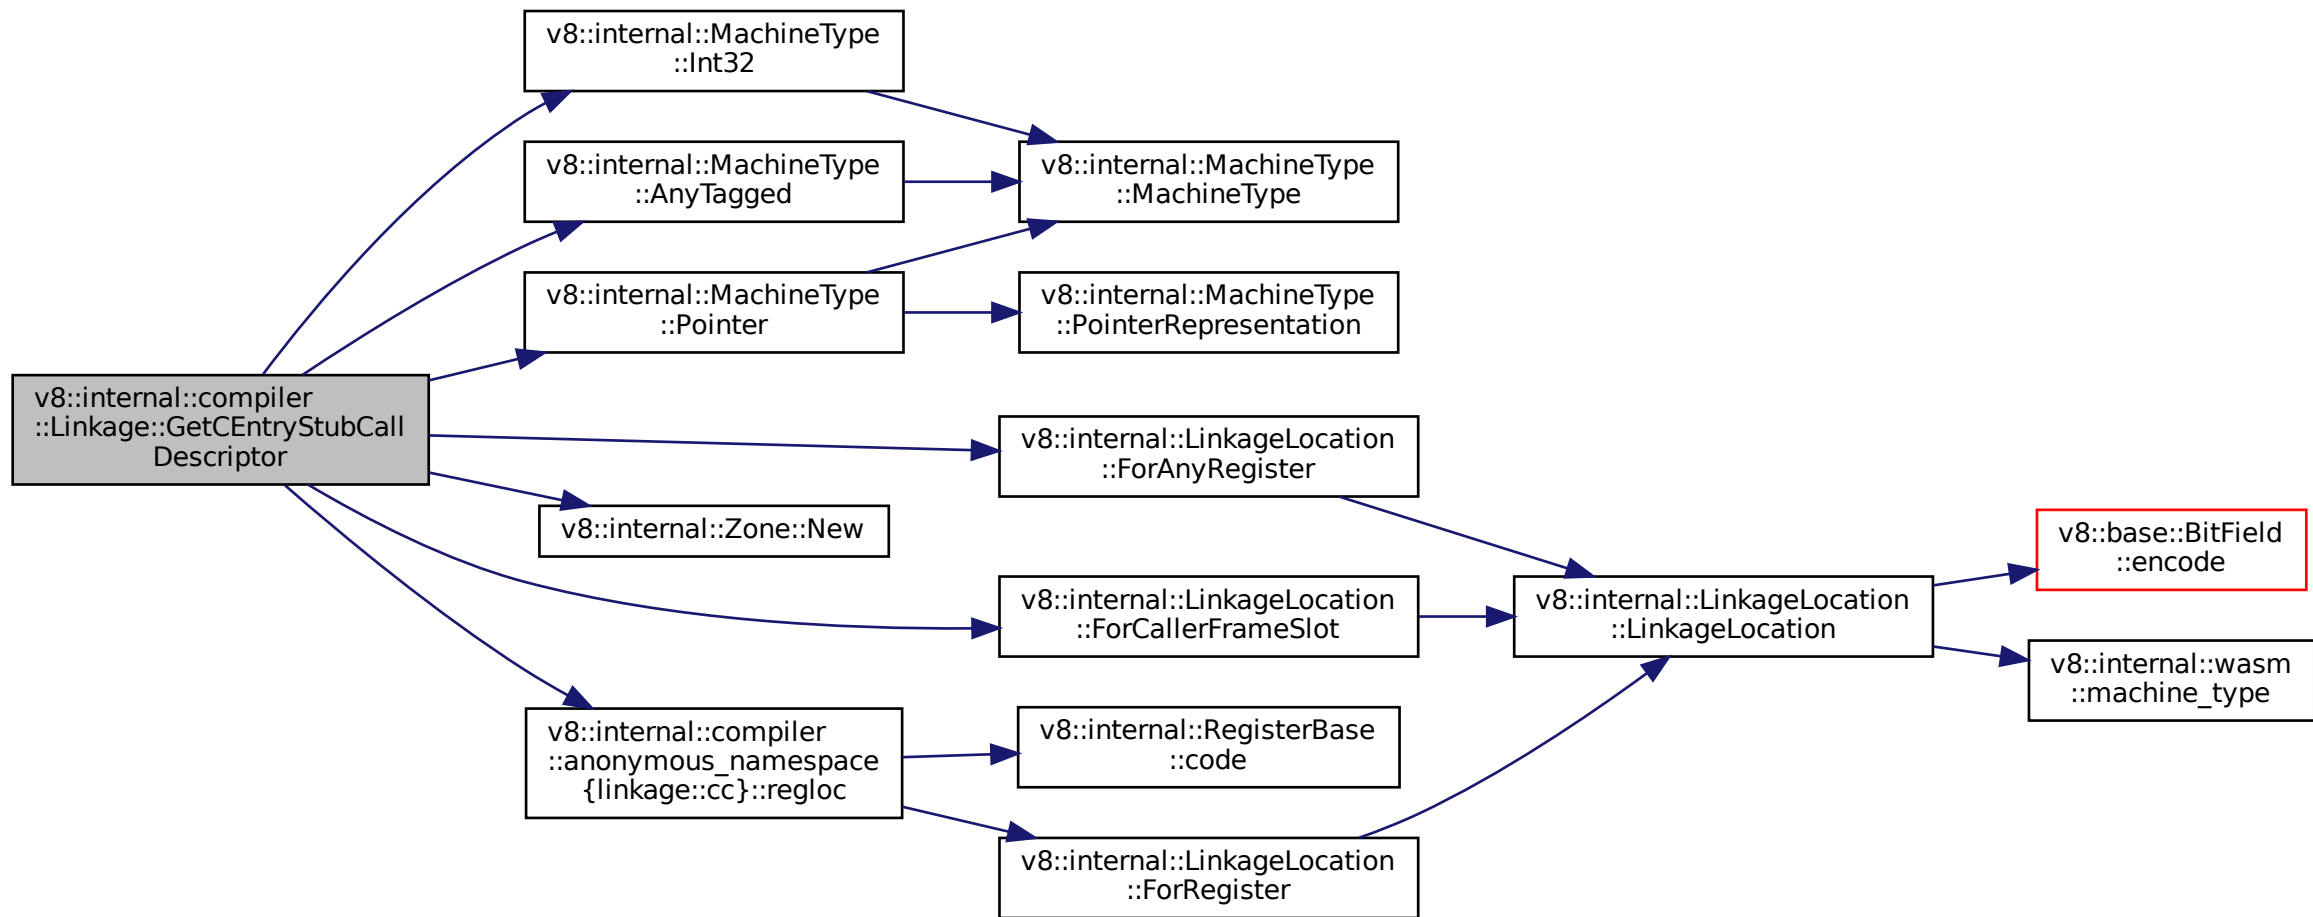 v8::internal::compiler
::Linkage::GetCEntryStubCall
Descriptor
v8::internal::MachineType
::Int32
v8::internal::MachineType
::AnyTagged
v8::internal::MachineType
::Pointer
v8::internal::Zone::New
v8::internal::compiler
::anonymous_namespace
{linkage::cc}::regloc
v8::internal::MachineType
::MachineType
v8::internal::MachineType
::PointerRepresentation
v8::internal::LinkageLocation
::ForAnyRegister
v8::internal::LinkageLocation
::ForCallerFrameSlot
v8::internal::RegisterBase
::code
v8::internal::LinkageLocation
::ForRegister
v8::internal::LinkageLocation
::LinkageLocation
v8::base::BitField
::encode
v8::internal::wasm
::machine_type